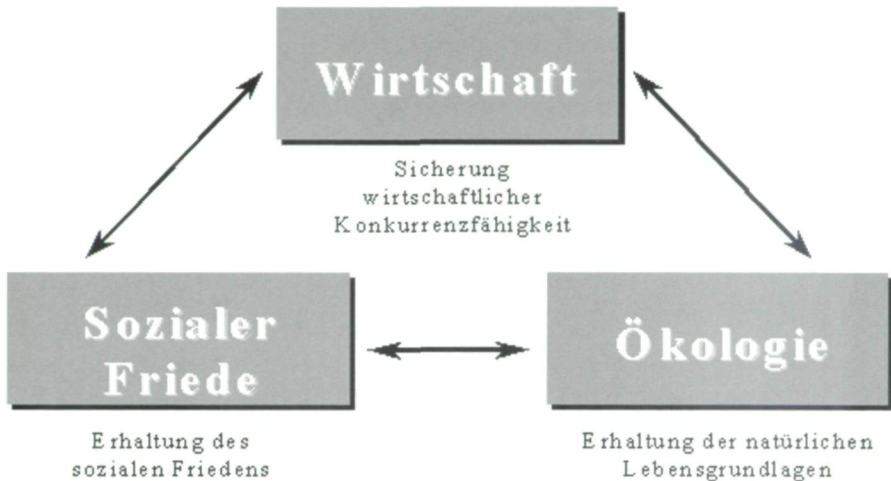 Wirtschaft
Sicherung
wirtschaftlicher
Konkurrenzfähigkeit
Sozialer
Friede
Erhaltung des
sozialen Friedens
Ökologie
Erhaltung der natürlichen
Lebensgrundlagen